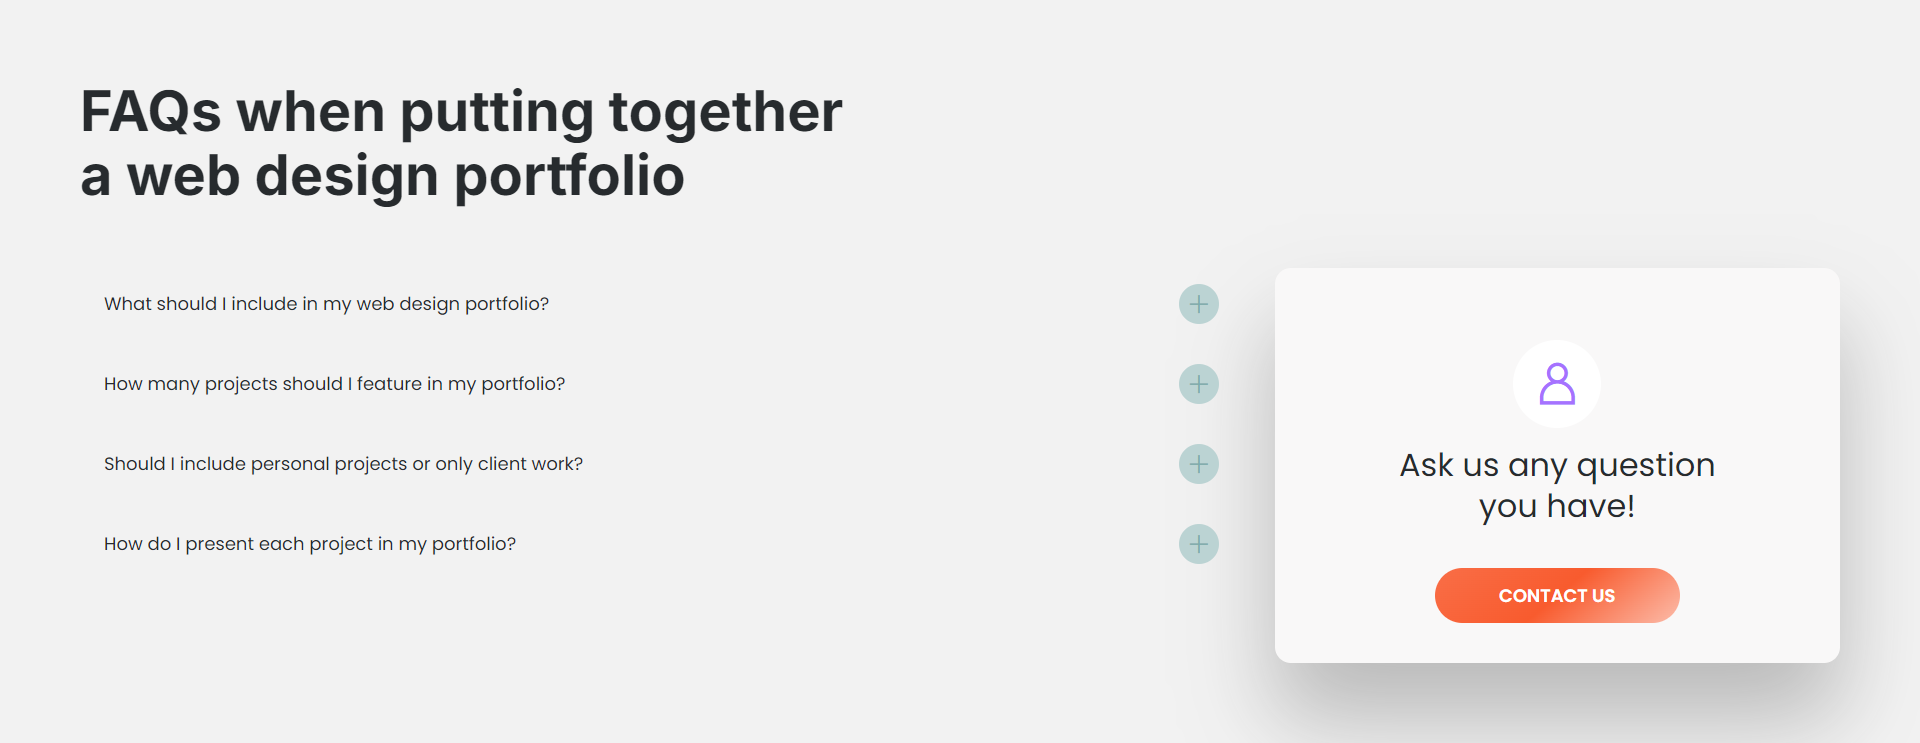 FAQs when putting together
a web design portfolio
What should I include in my web design portfolio?
How many projects should I feature in my portfolio?
Should I include personal projects or only client work?
How do I present each project in my portfolio?
Ask us any question
you have!
CONTACT US